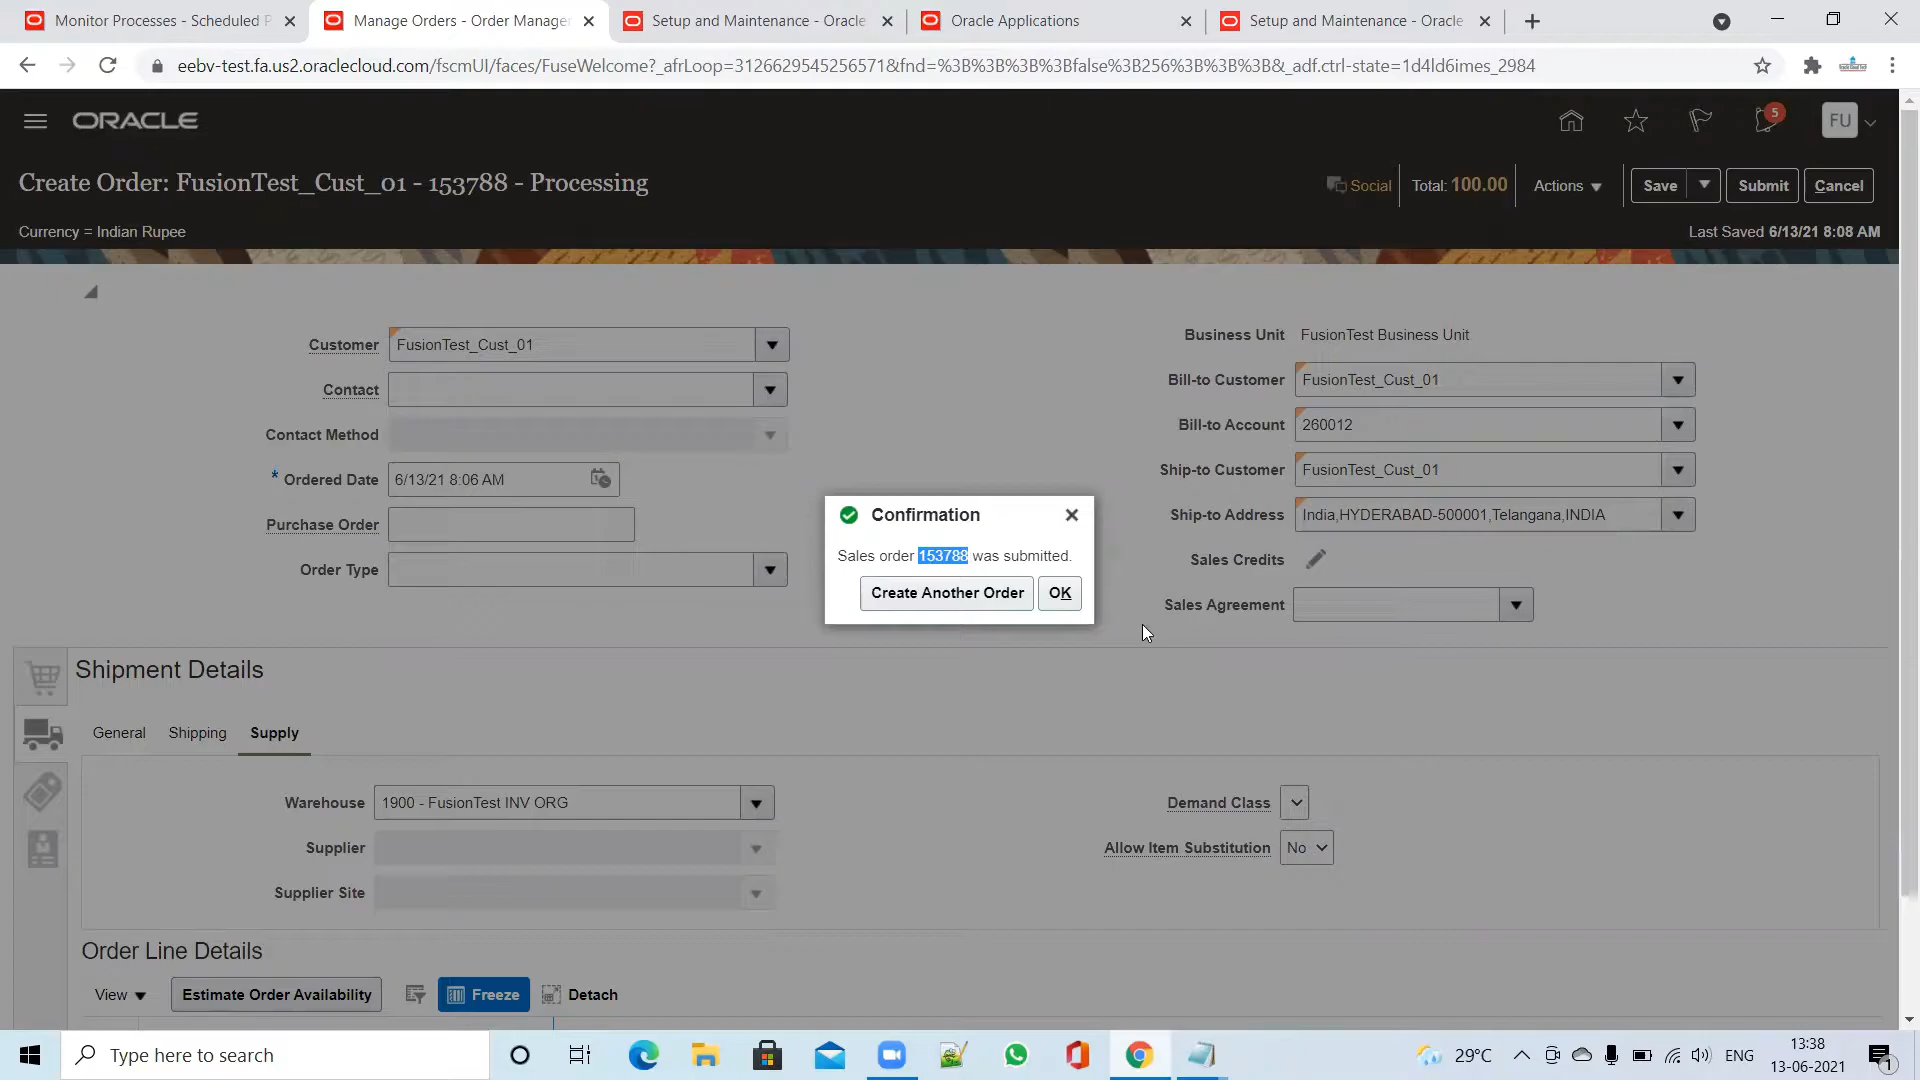 Monitor Processes - Scheduled P
Manage Orders - Order Manager
Setup and Maintenance - Oracle
Oracle Applications
Setup and Maintenance - Oracle
eebv-test.fa.us2.oraclecloud.com/fscmUI/faces/FuseWelcome?_afrLoop=3126629545256571&fnd=%3B%3B%3B%3Bfalse%3B256%3B%3B%3B&_adf.ctrl-state=1d4ld6imes_2984
ORACLE
5
FU
Create Order: FusionTest_Cust_01 - 153788 - Processing
Social
Total: 100.00
Actions
Save
Submit
Cancel
Currency = Indian Rupee
Last Saved 6/13/21 8:08 AM
Customer FusionTest_Cust_01
Contact
Contact Method
* Ordered Date 6/13/21 8:06 AM
Purchase Order
Order Type
Business Unit FusionTest Business Unit
Bill-to Customer FusionTest_Cust_01
Bill-to Account 260012
Ship-to Customer FusionTest_Cust_01
Ship-to Address India,HYDERABAD-500001,Telangana,INDIA
Sales Credits
Sales Agreement
Confirmation
Sales order 153788 was submitted.
Create Another Order
OK
Shipment Details
General Shipping Supply
Warehouse 1900 - FusionTest INV ORG
Supplier
Supplier Site
Demand Class
Allow Item Substitution No
Order Line Details
View
Estimate Order Availability
Freeze
Detach
Type here to search
29°C
ENG
13:38
13-06-2021
1